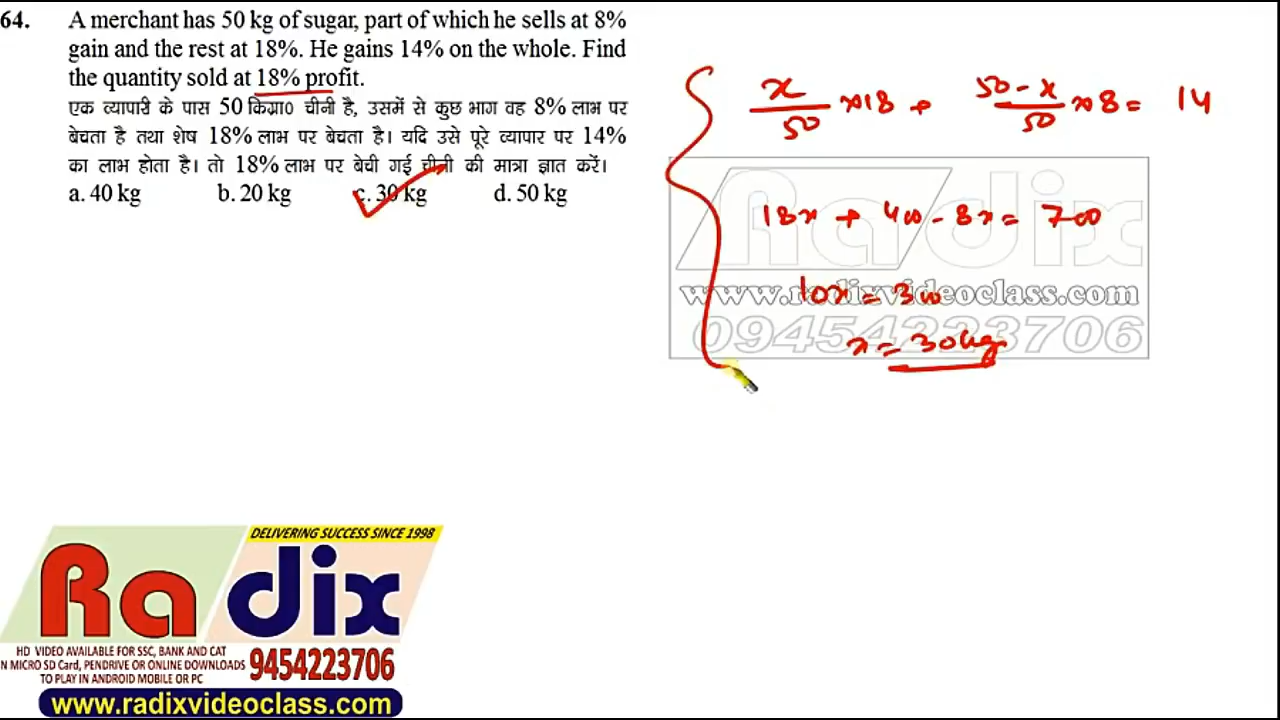 64. A merchant has 50 kg of sugar, part of which he sells at 8%
gain and the rest at 18%. He gains 14% on the whole. Find
the quantity sold at 18% profit.
एक व्यापारी के पास 50 किग्रा0 चीनी है, उसमें से कुछ भाग वह 8% लाभ पर
बेचता है तथा शेष 18% लाभ पर बेचता है। यदि उसे पूरे व्यापार पर 14%
का लाभ होता है। तो 18% लाभ पर बेची गई चीनी की मात्रा ज्ञात करें।
a. 40 kg b. 20 kg c. 30 kg d. 50 kg
x/50 × 18 + 50 - x/50 × 8 = 14
18x + 400 - 8x = 700
10x = 300
x = 30 kg
Radix
www.radixvideoclass.com
09454223706
DELIVERING SUCCESS SINCE 1998
Radix
HD VIDEO AVAILABLE FOR SSC, BANK AND CAT
N MICRO SD Card, PENDRIVE OR ONLINE DOWNLOADS
TO PLAY IN ANDROID MOBILE OR PC
9454223706
www.radixvideoclass.com